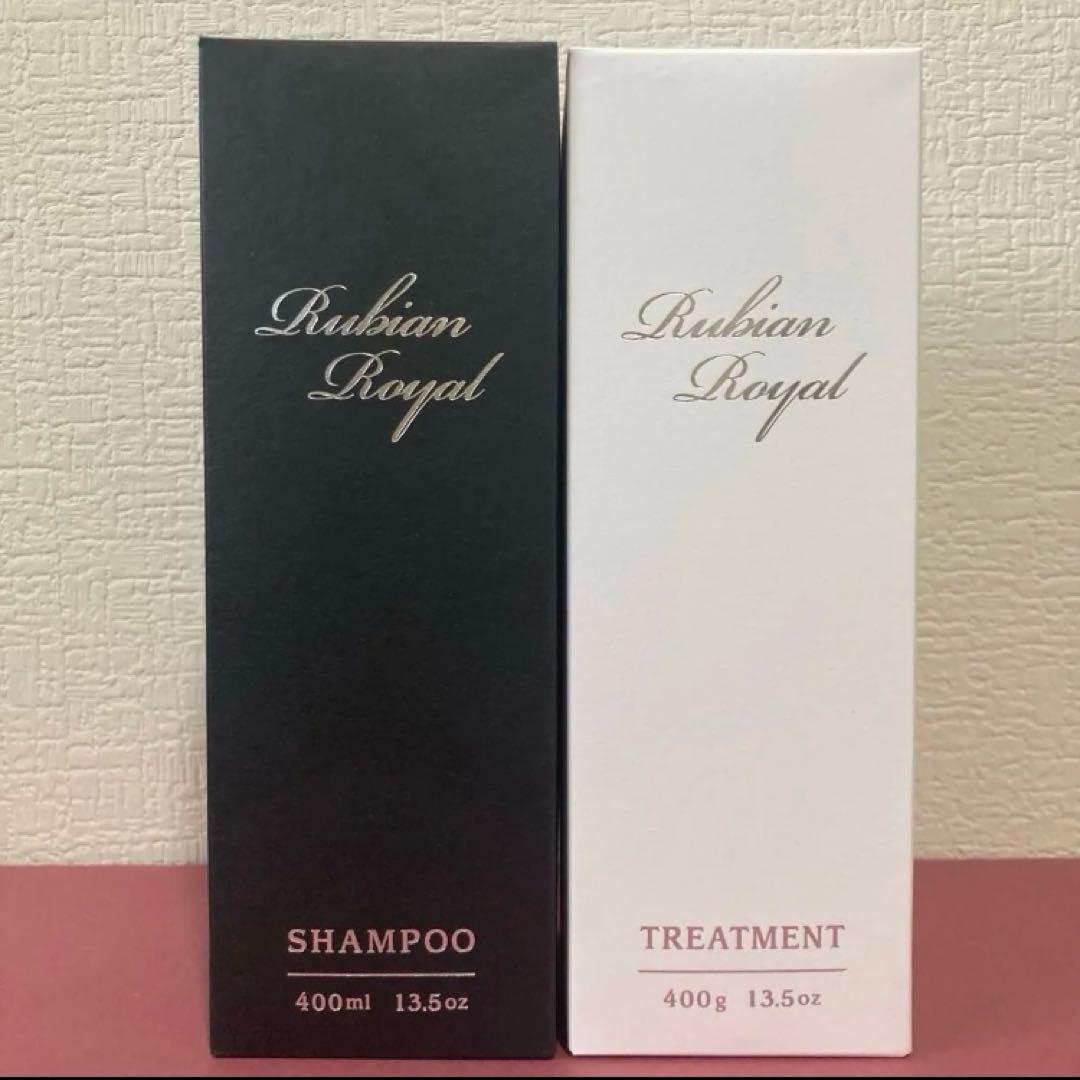 Rubian
Royal
SHAMPOO
400ml 13.5oz
Rubian
Royal
TREATMENT
400g 13.5oz